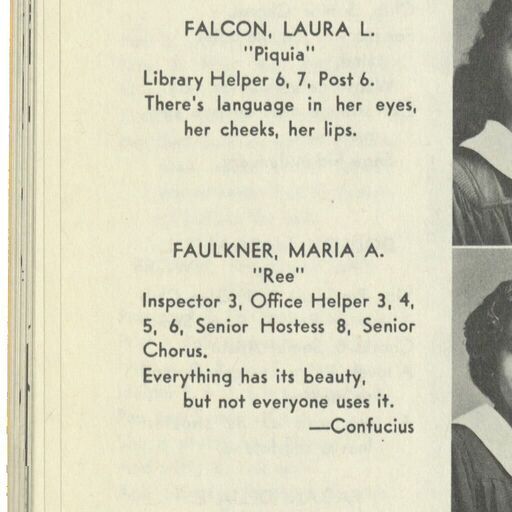 FALCON, LAURA L.
"Piquia"
Library Helper 6, 7, Post 6.
There's language in her eyes,
her cheeks, her lips.
FAULKNER, MARIA A.
"Ree"
Inspector 3, Office Helper 3, 4,
5, 6, Senior Hostess 8, Senior
Chorus.
Everything has its beauty,
but not everyone uses it.
—Confucius